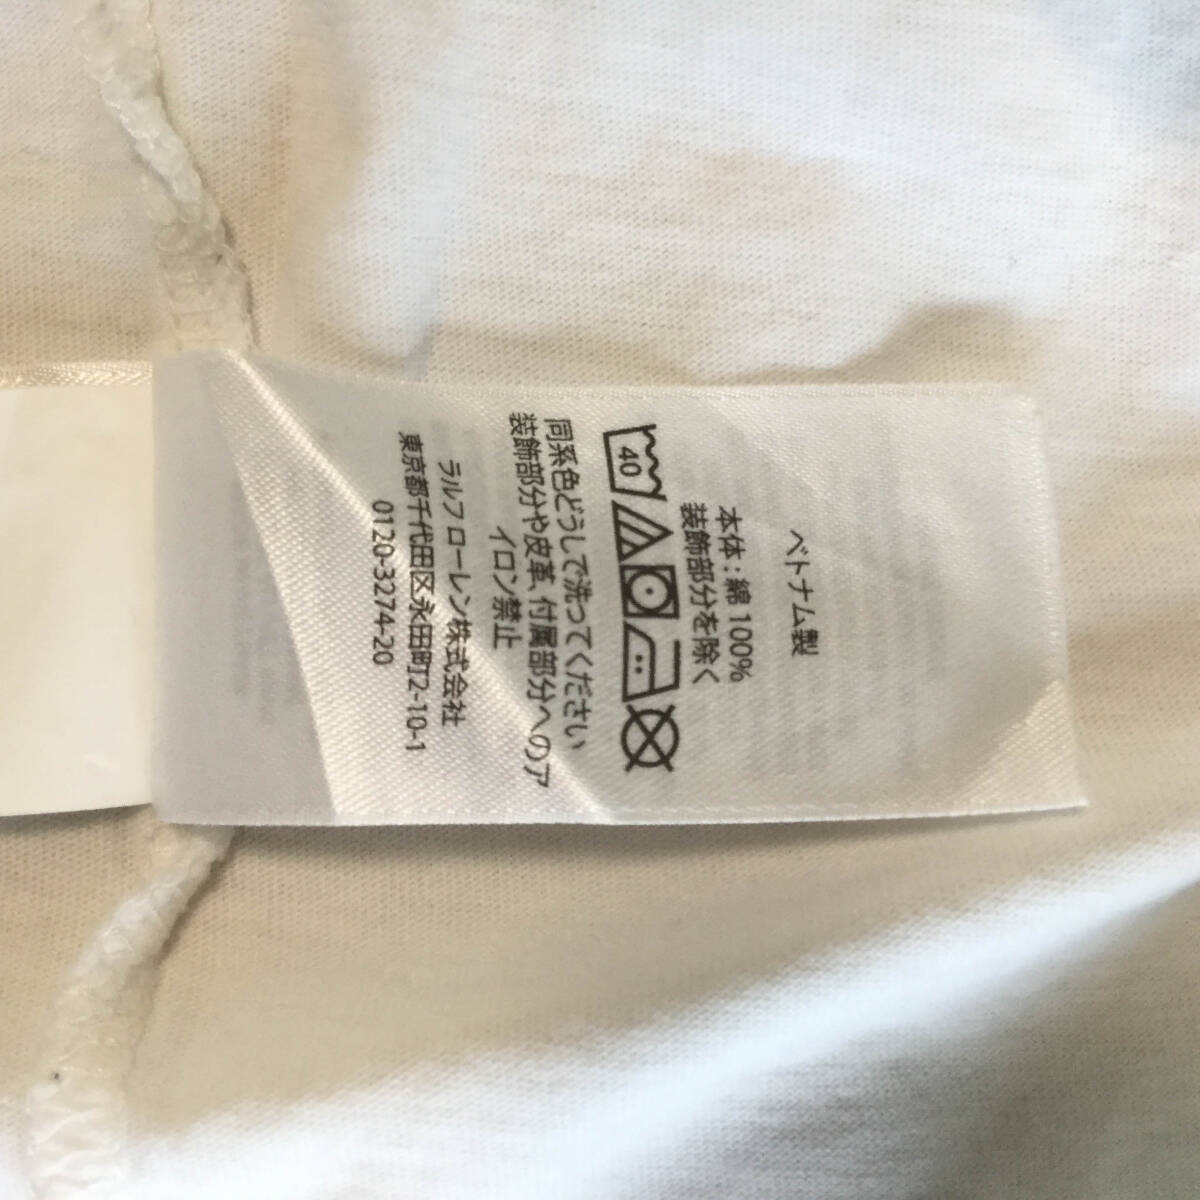 ベトナム製
本体：綿 100%
装飾部分を除く
40
同系色どうしで洗ってください
装飾部分や皮革、付属部分へのア
イロン禁止
ラルフ ローレン株式会社
東京都千代田区永田町2-10-1
0120-3274-20